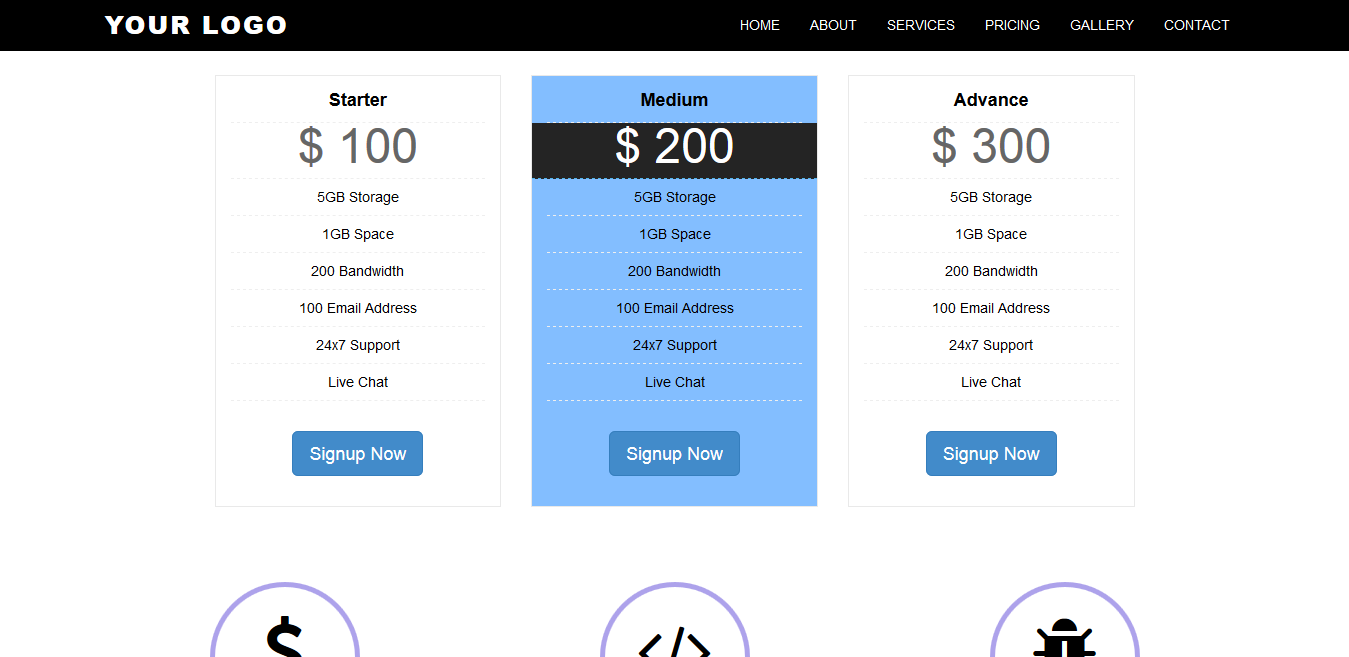 YOUR LOGO
HOME ABOUT SERVICES PRICING GALLERY CONTACT
Starter
$ 100
5GB Storage
1GB Space
200 Bandwidth
100 Email Address
24x7 Support
Live Chat
Signup Now
Medium
$ 200
5GB Storage
1GB Space
200 Bandwidth
100 Email Address
24x7 Support
Live Chat
Signup Now
Advance
$ 300
5GB Storage
1GB Space
200 Bandwidth
100 Email Address
24x7 Support
Live Chat
Signup Now
$